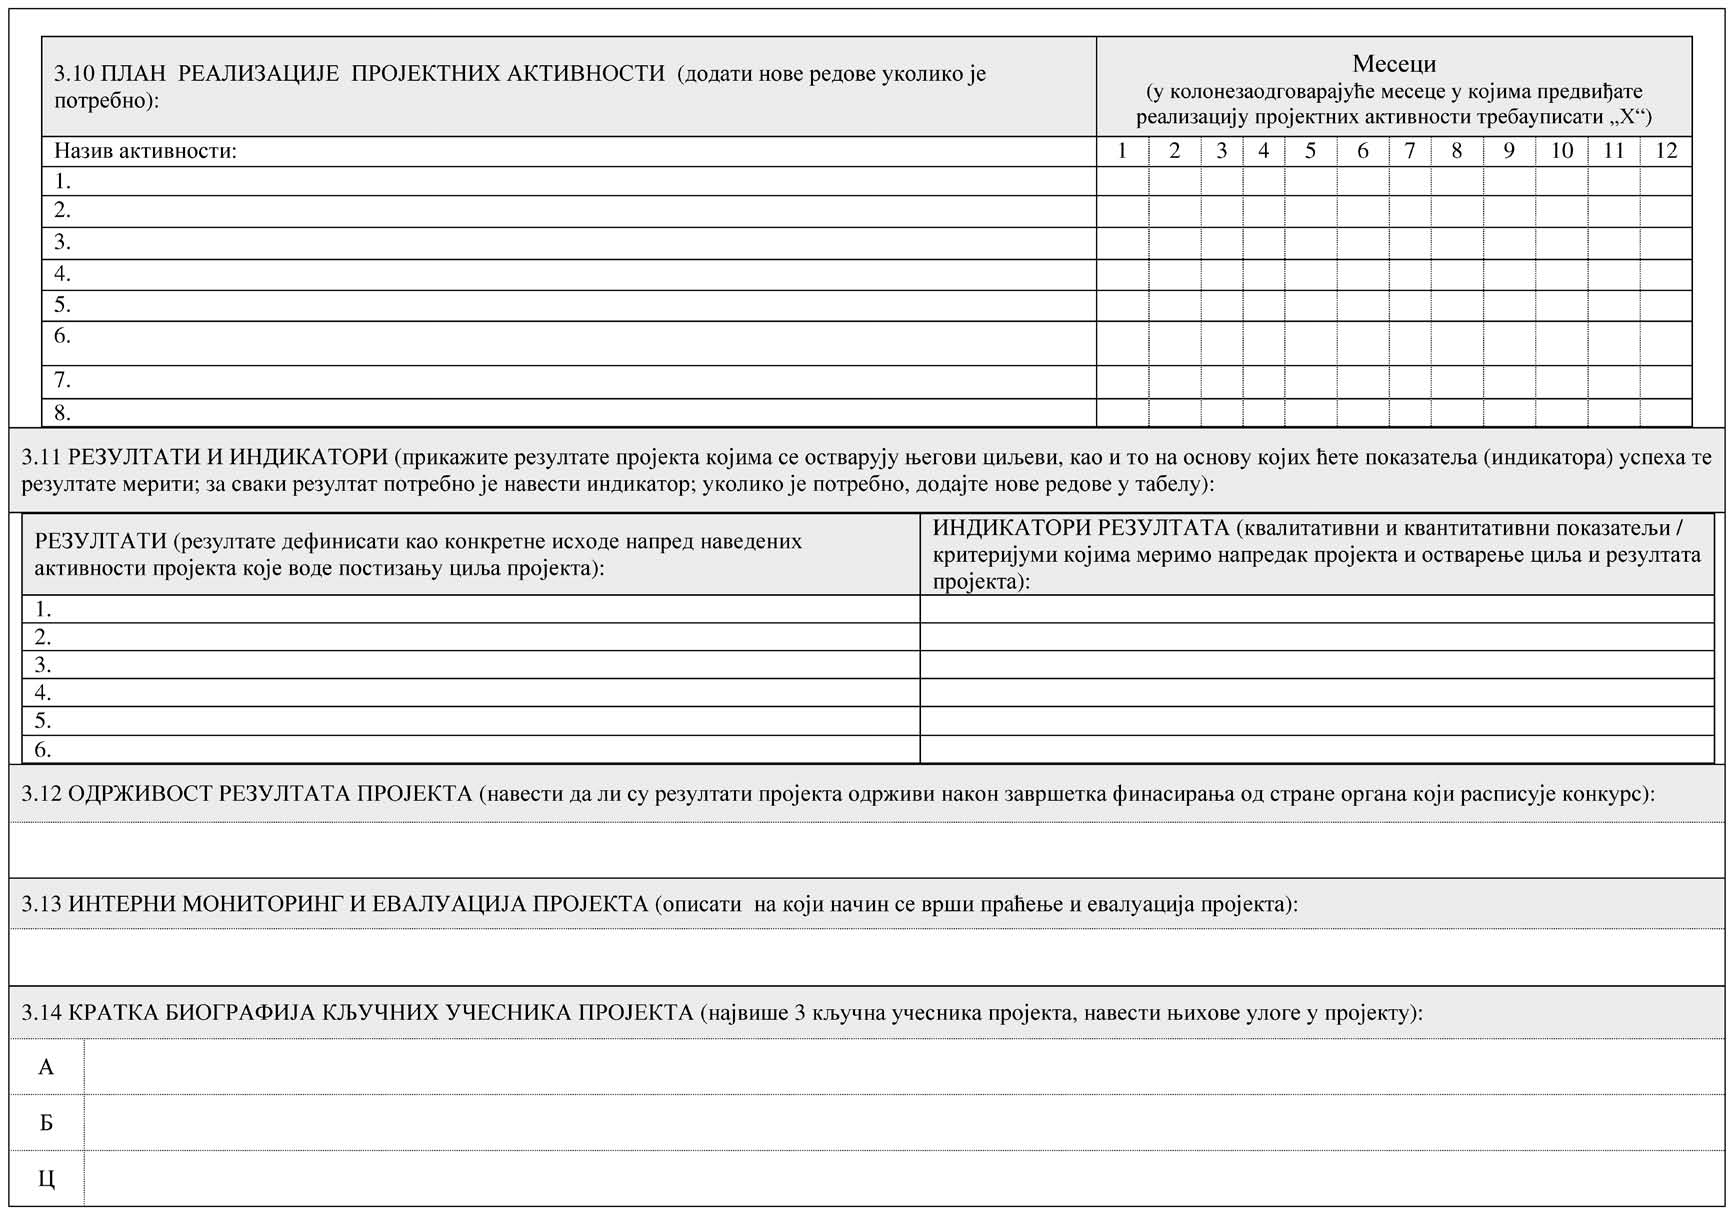 3.10 ПЛАН РЕАЛИЗАЦИЈЕ ПРОЈЕКТНИХ АКТИВНОСТИ (додати нове редове уколико је
потребно):
Месеци
(у колонезаодговарајуће месеце у којима предвиђате
реализацију пројектних активности требауписати „X“)
Назив активности:
1 2 3 4 5 6 7 8 9 10 11 12
1.
2.
3.
4.
5.
6.
7.
8.
3.11 РЕЗУЛТАТИ И ИНДИКАТОРИ (прикажите резултате пројекта којима се остварују његови циљеви, као и то на основу којих ћете показатеља (индикатора) успеха те
резултате мерити; за сваки резултат потребно је навести индикатор; уколико је потребно, додајте нове редове у табелу):
РЕЗУЛТАТИ (резултате дефинисати као конкретне исходе напред наведених
активности пројекта које воде постизању циља пројекта):
ИНДИКАТОРИ РЕЗУЛТАТА (квалитативни и квантитативни показатељи /
критеријуми којима меримо напредак пројекта и остварење циља и резултата
пројекта):
1.
2.
3.
4.
5.
6.
3.12 ОДРЖИВОСТ РЕЗУЛТАТА ПРОЈЕКТА (навести да ли су резултати пројекта одрживи након завршетка финасирања од стране органа који расписује конкурс):
3.13 ИНТЕРНИ МОНИТОРИНГ И ЕВАЛУАЦИЈА ПРОЈЕКТА (описати на који начин се врши праћење и евалуација пројекта):
3.14 КРАТКА БИОГРАФИЈА КЉУЧНИХ УЧЕСНИКА ПРОЈЕКТА (највише 3 кључна учесника пројекта, навести њихове улоге у пројекту):
А
Б
Ц